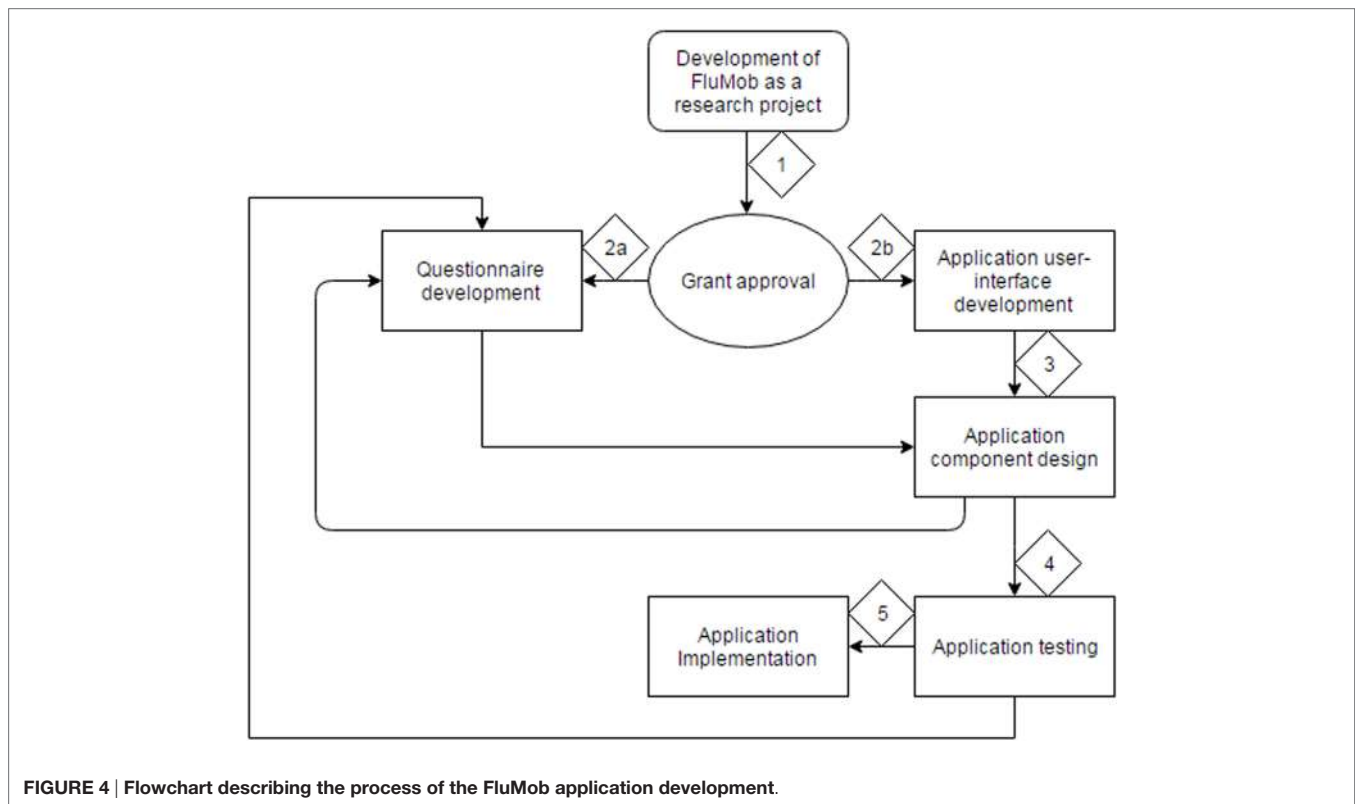 Development of
FluMob as a
research project
1
2a
2b
Questionnaire
development
Grant approval
Application user-
interface
development
3
Application
component design
4
5
Application
Implementation
Application testing
FIGURE 4 | Flowchart describing the process of the FluMob application development.